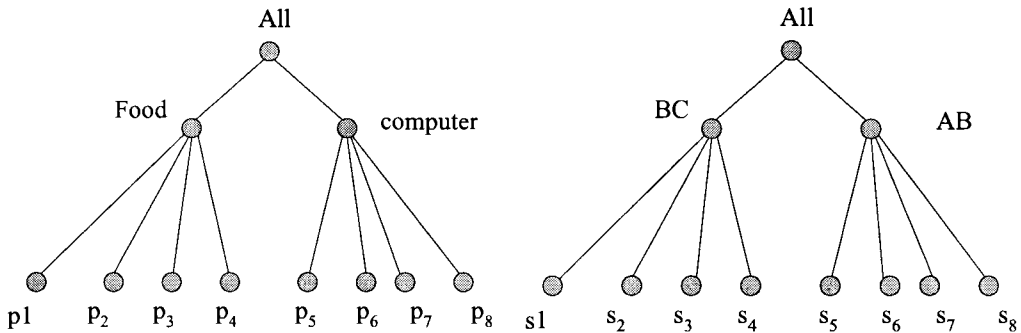 All All
Food computer BC AB
p1 p₂ p₃ p₄ p₅ p₆ p₇ p₈ s1 s₂ s₃ s₄ s₅ s₆ s₇ s₈